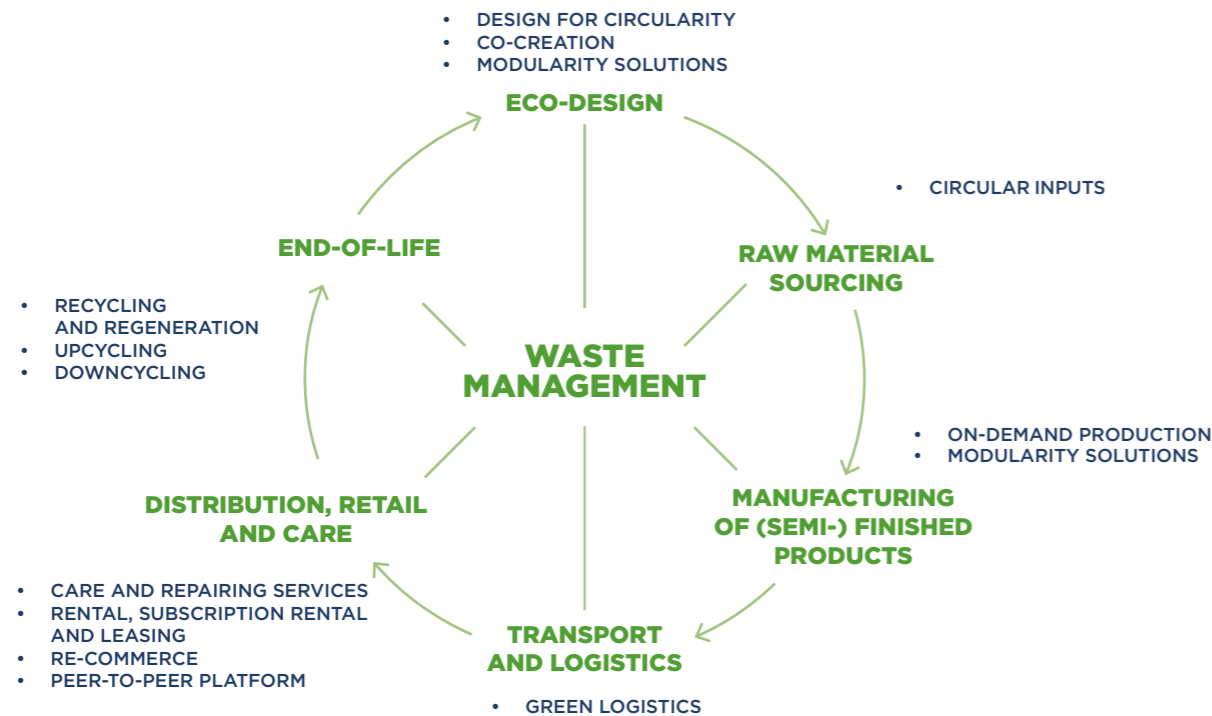 • DESIGN FOR CIRCULARITY
• CO-CREATION
• MODULARITY SOLUTIONS
ECO-DESIGN
• CIRCULAR INPUTS
RAW MATERIAL
SOURCING
• ON-DEMAND PRODUCTION
• MODULARITY SOLUTIONS
MANUFACTURING
OF (SEMI-) FINISHED
PRODUCTS
TRANSPORT
AND LOGISTICS
• GREEN LOGISTICS
DISTRIBUTION, RETAIL
AND CARE
• CARE AND REPAIRING SERVICES
• RENTAL, SUBSCRIPTION RENTAL
AND LEASING
• RE-COMMERCE
• PEER-TO-PEER PLATFORM
END-OF-LIFE
• RECYCLING
AND REGENERATION
• UPCYCLING
• DOWNCYCLING
WASTE
MANAGEMENT